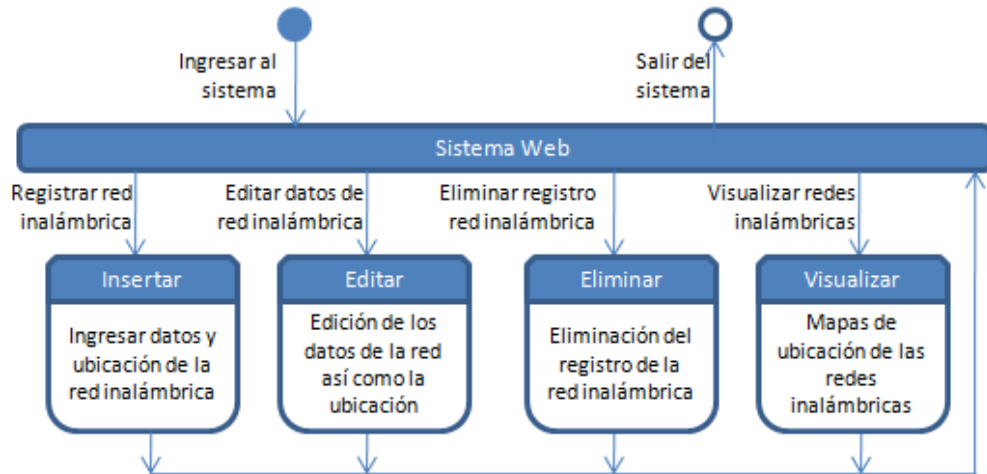 Ingresar al
sistema
Salir del
sistema
Sistema Web
Registrar red
inalámbrica
Editar datos de
red inalámbrica
Eliminar registro
red inalámbrica
Visualizar redes
inalámbricas
Insertar
Ingresar datos y
ubicación de la
red inalámbrica
Editar
Edición de los
datos de la red
así como la
ubicación
Eliminar
Eliminación del
registro de la
red inalámbrica
Visualizar
Mapas de
ubicación de las
redes
inalámbricas